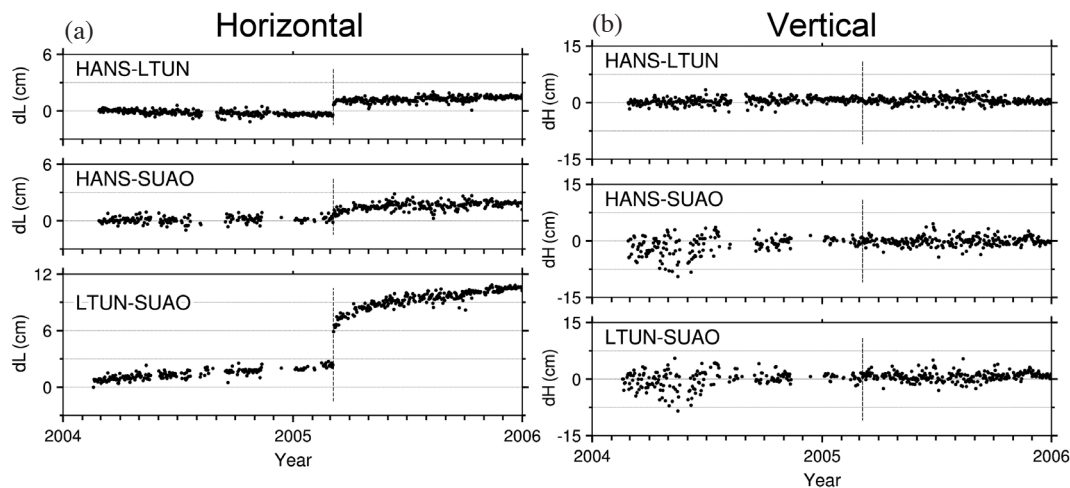 (a)
Horizontal
6
HANS-LTUN
dL (cm)
0
6
HANS-SUAO
dL (cm)
0
12
LTUN-SUAO
dL (cm)
6
0
2004
2005
2006
Year
(b)
Vertical
15
HANS-LTUN
dH (cm)
0
-15
15
HANS-SUAO
dH (cm)
0
-15
15
LTUN-SUAO
dH (cm)
0
-15
2004
2005
2006
Year